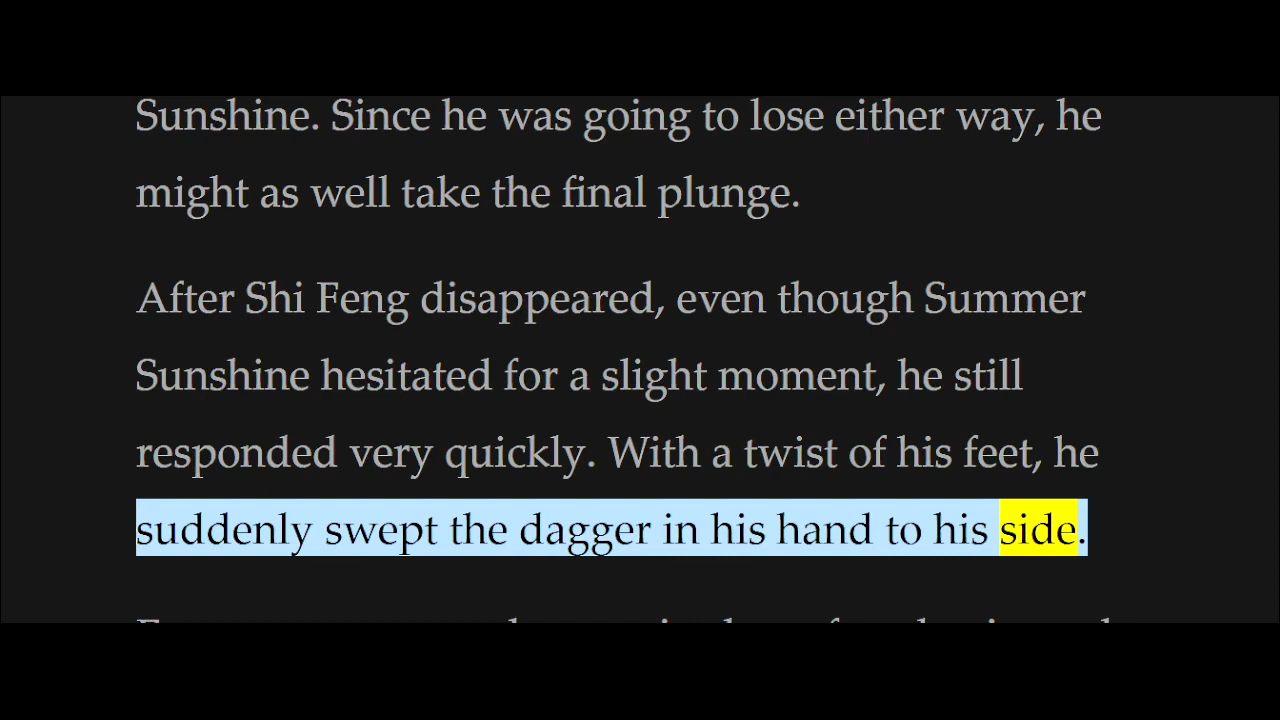 Sunshine. Since he was going to lose either way, he
might as well take the final plunge.
After Shi Feng disappeared, even though Summer
Sunshine hesitated for a slight moment, he still
responded very quickly. With a twist of his feet, he
suddenly swept the dagger in his hand to his side.